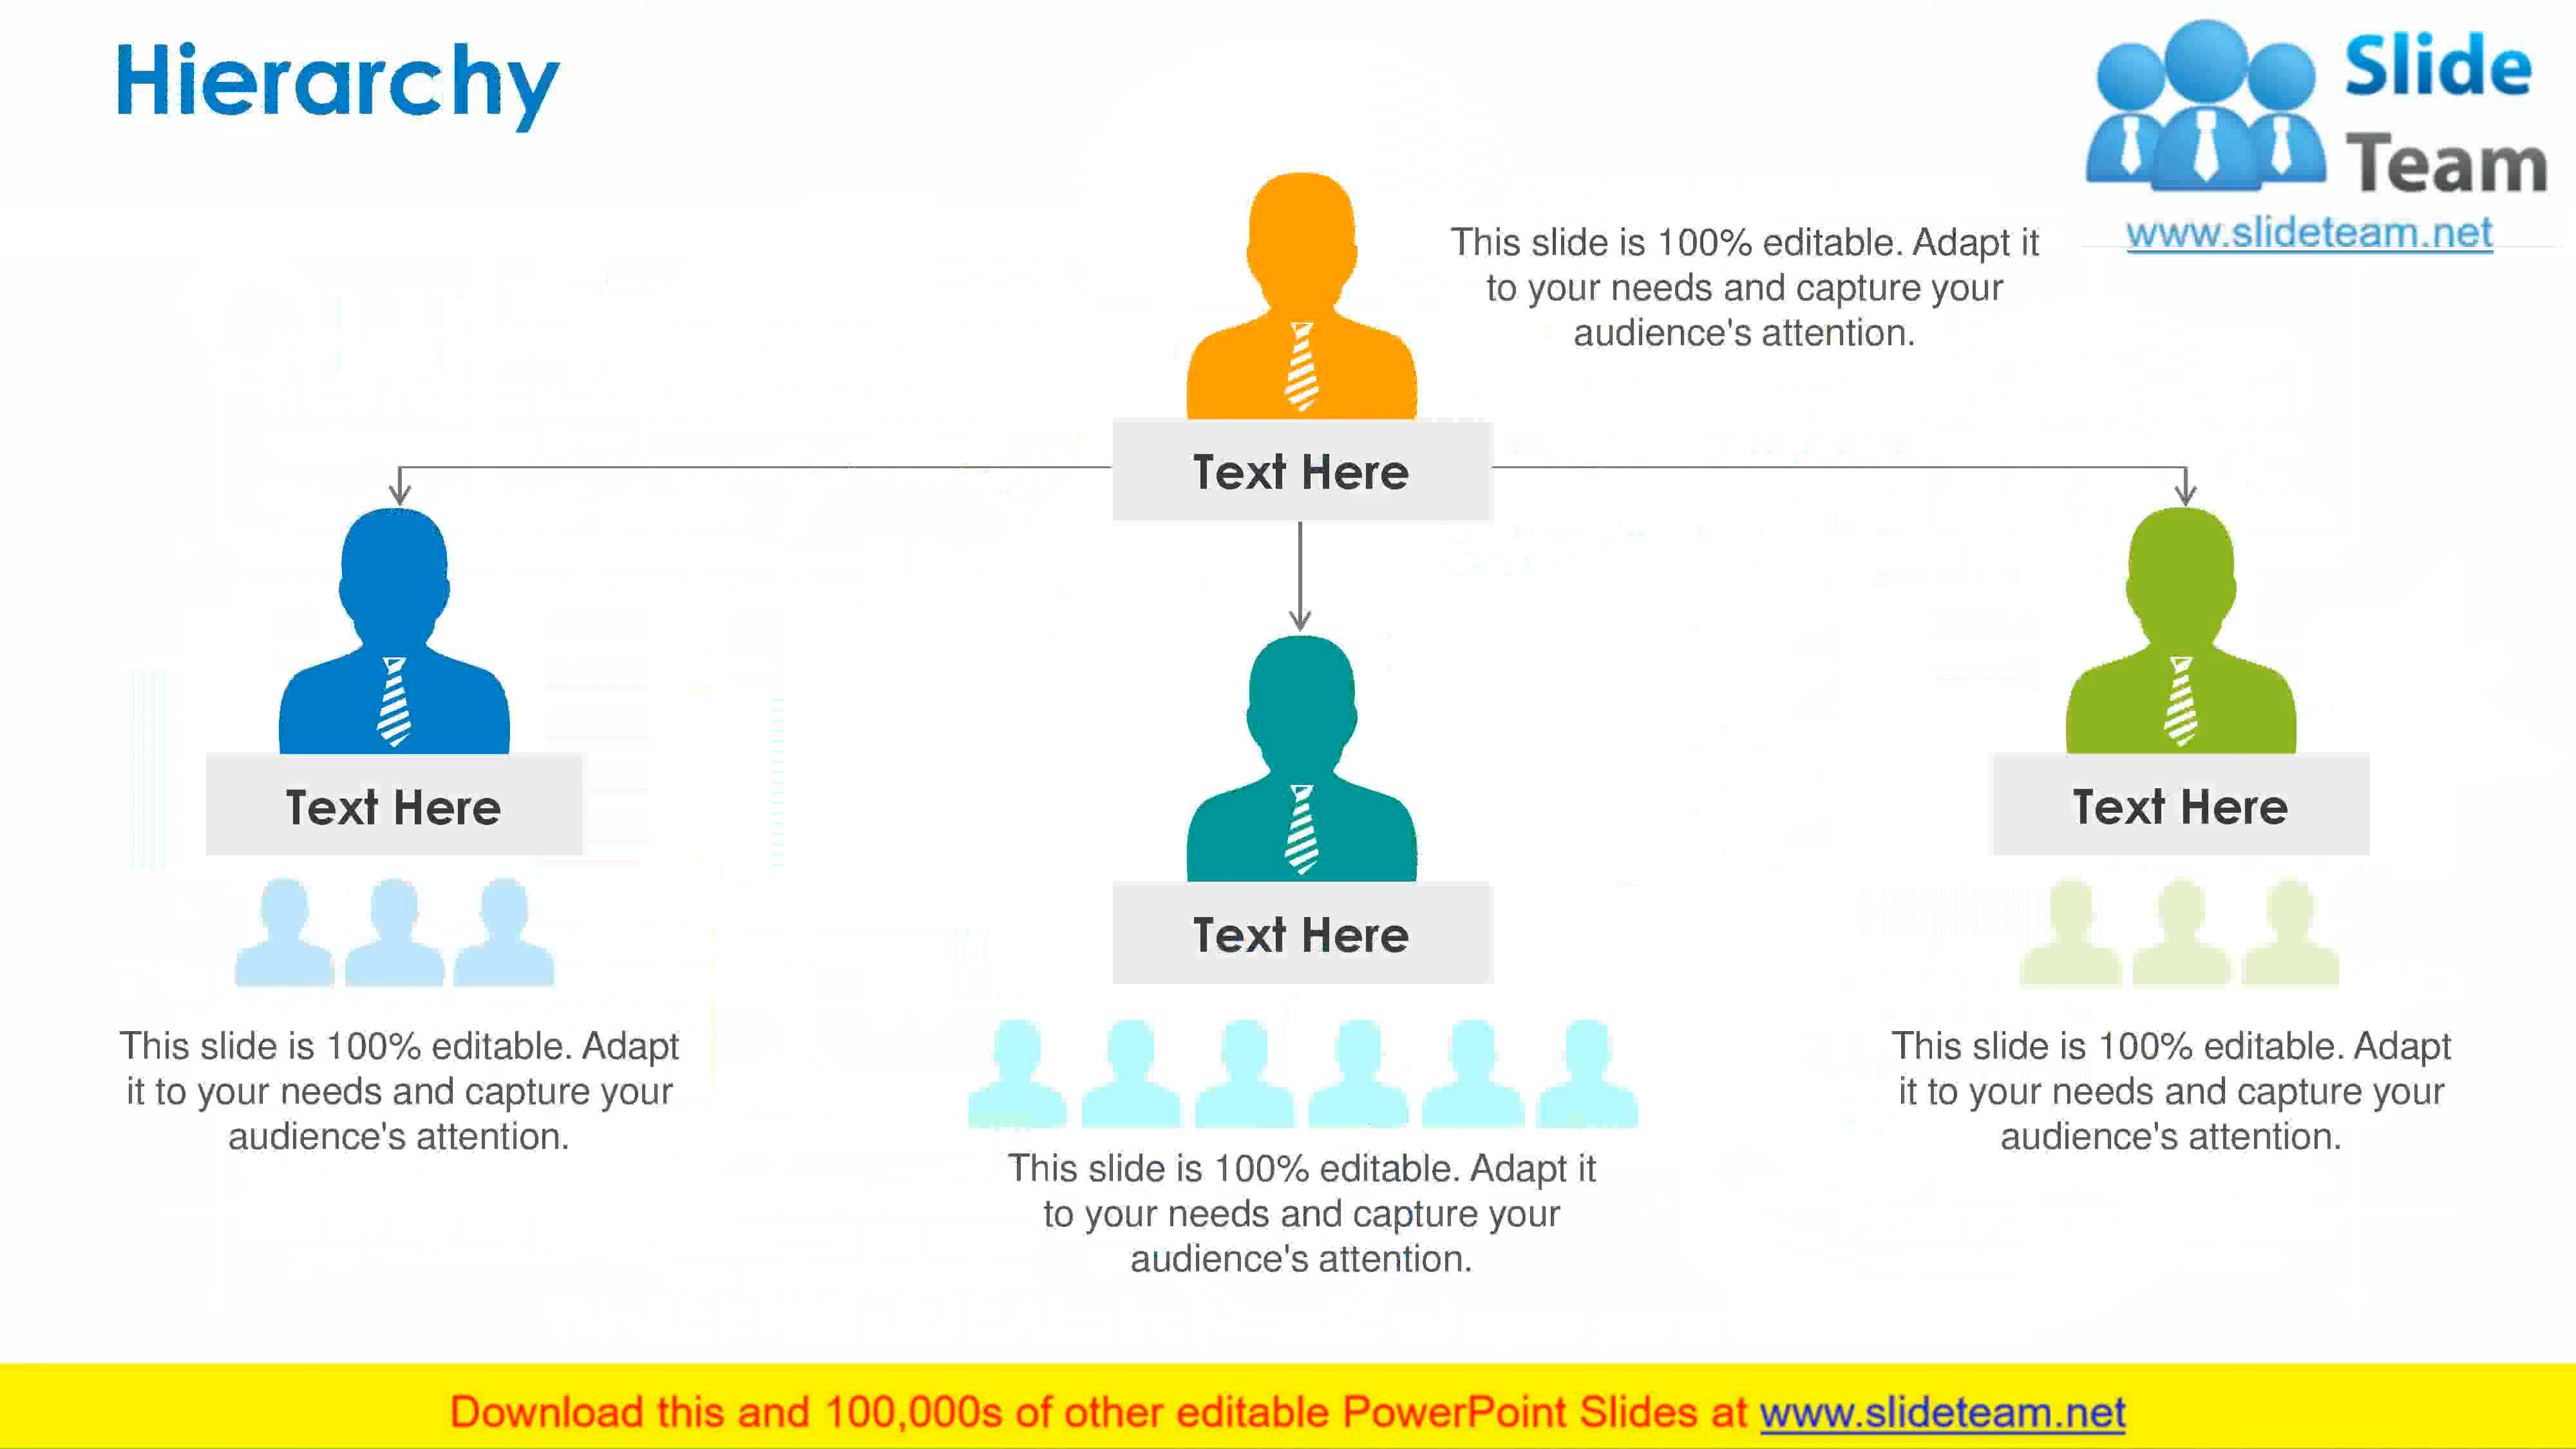 Hierarchy
Slide
Team
www.slideteam.net
This slide is 100% editable. Adapt it
to your needs and capture your
audience's attention.
Text Here
Text Here
Text Here
Text Here
This slide is 100% editable. Adapt
it to your needs and capture your
audience's attention.
This slide is 100% editable. Adapt it
to your needs and capture your
audience's attention.
This slide is 100% editable. Adapt
it to your needs and capture your
audience's attention.
Download this and 100,000s of other editable PowerPoint Slides at www.slideteam.net